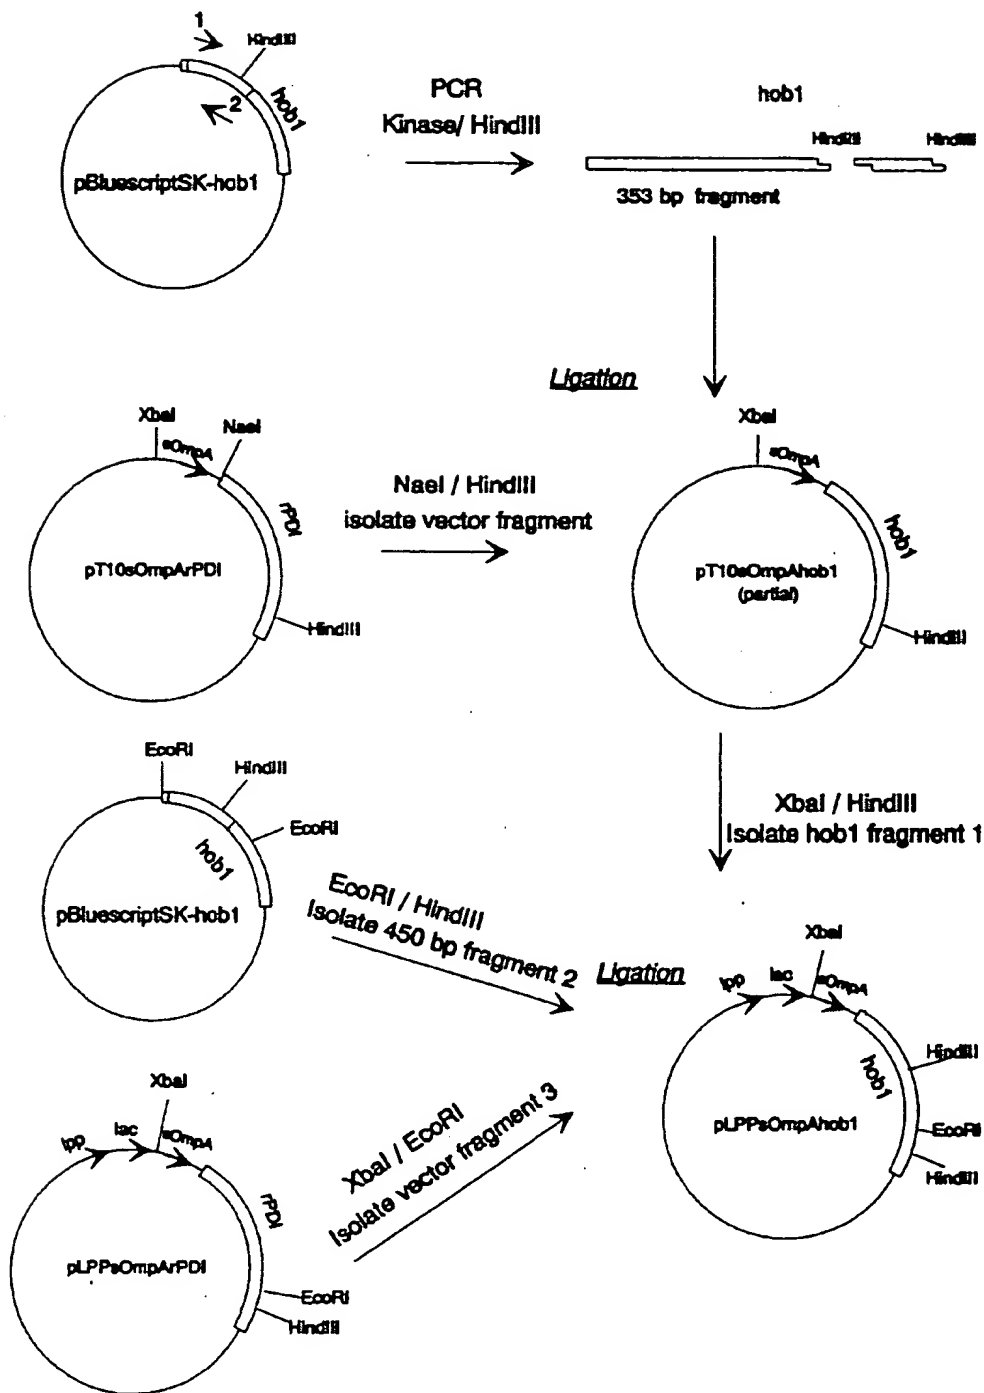 1
HindIII
hob1
2
pBluescriptSK-hob1
PCR
Kinase/ HindIII
hob1
HindIII
HindIII
353 bp fragment
Ligation
XbaI
sOmpA
NaeI
rPDI
pT10sOmpArPDI
HindIII
NaeI / HindIII
isolate vector fragment
XbaI
sOmpA
hob1
pT10sOmpAhob1
(partial)
HindIII
EcoRI
HindIII
EcoRI
hob1
pBluescriptSK-hob1
XbaI / HindIII
Isolate hob1 fragment 1
EcoRI / HindIII
Isolate 450 bp fragment 2
Ligation
XbaI
lpp
lac
sOmpA
HindIII
hob1
pLPPsOmpAhob1
EcoRI
HindIII
XbaI
lpp
lac
sOmpA
rPDI
pLPPsOmpArPDI
EcoRI
HindIII
XbaI / EcoRI
Isolate vector fragment 3